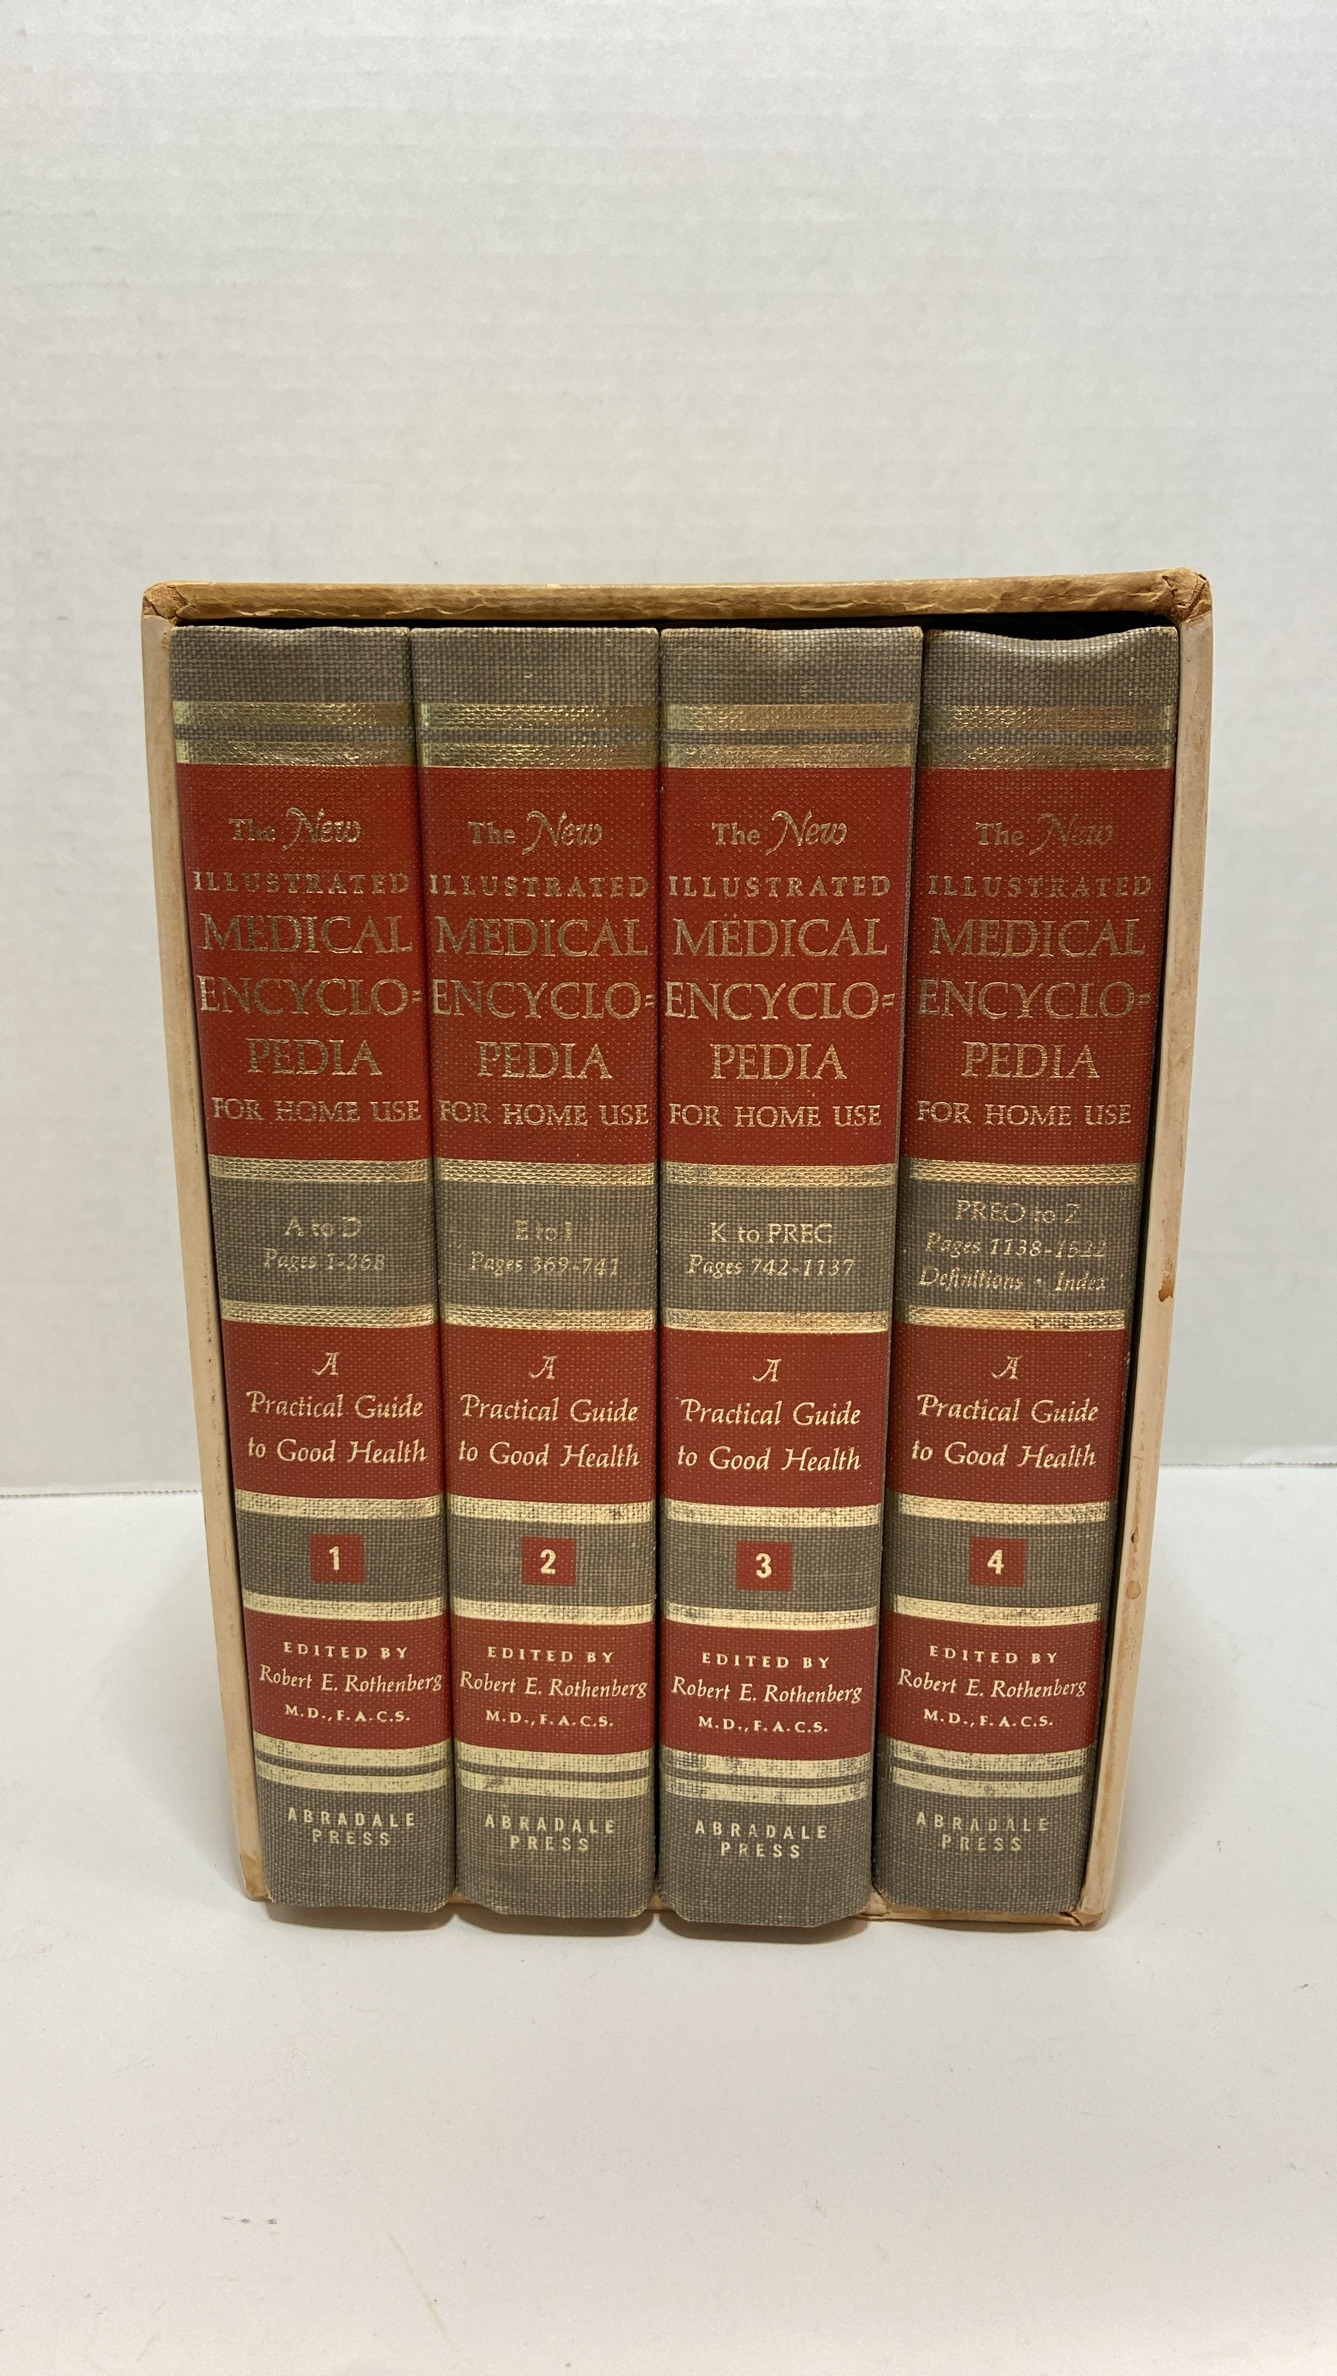 The New
ILLUSTRATED
MEDICAL
ENCYCLO=
PEDIA
FOR HOME USE
A to D
Pages 1-368
A
Practical Guide
to Good Health
1
EDITED BY
Robert E. Rothenberg
M.D., F.A.C.S.
ABRADALE
PRESS
The New
ILLUSTRATED
MEDICAL
ENCYCLO=
PEDIA
FOR HOME USE
E to I
Pages 369-741
A
Practical Guide
to Good Health
2
EDITED BY
Robert E. Rothenberg
M.D., F.A.C.S.
ABRADALE
PRESS
The New
ILLUSTRATED
MEDICAL
ENCYCLO=
PEDIA
FOR HOME USE
K to PREG
Pages 742-1137
A
Practical Guide
to Good Health
3
EDITED BY
Robert E. Rothenberg
M.D., F.A.C.S.
ABRADALE
PRESS
The New
ILLUSTRATED
MEDICAL
ENCYCLO=
PEDIA
FOR HOME USE
to Z
Pages
Definitions · Index
A
Practical Guide
to Good Health
4
EDITED BY
Robert E. Rothenberg
M.D., F.A.C.S.
ABRADALE
PRESS